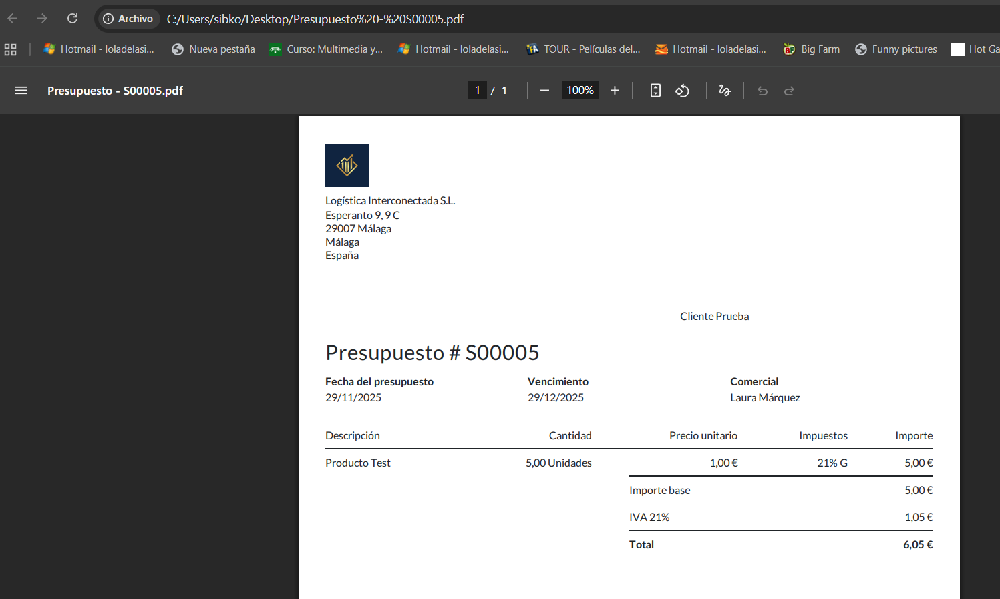 Archivo C:/Users/sibko/Desktop/Presupuesto%20-%20S00005.pdf
Hotmail - loladelasi... Nueva pestaña Curso: Multimedia y... Hotmail - loladelasi... TOUR - Películas del... Hotmail - loladelasi... Big Farm Funny pictures Hot Ga
Presupuesto - S00005.pdf 1 / 1 100%
Logística Interconectada S.L.
Esperanto 9, 9 C
29007 Málaga
Málaga
España
Cliente Prueba
Presupuesto # S00005
Fecha del presupuesto Vencimiento Comercial
29/11/2025 29/12/2025 Laura Márquez
Descripción Cantidad Precio unitario Impuestos Importe
Producto Test 5,00 Unidades 1,00 € 21% G 5,00 €
Importe base 5,00 €
IVA 21% 1,05 €
Total 6,05 €